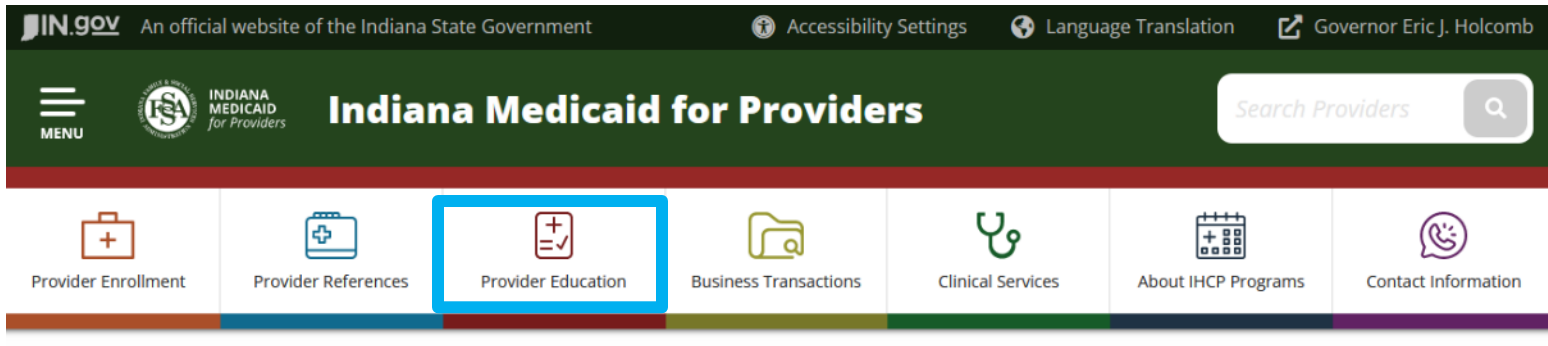 IN.gov An official website of the Indiana State Government Accessibility Settings Language Translation Governor Eric J. Holcomb
MENU
FSSA
INDIANA
MEDICAID
for Providers
Indiana Medicaid for Providers
Search Providers
Provider Enrollment Provider References Provider Education Business Transactions Clinical Services About IHCP Programs Contact Information